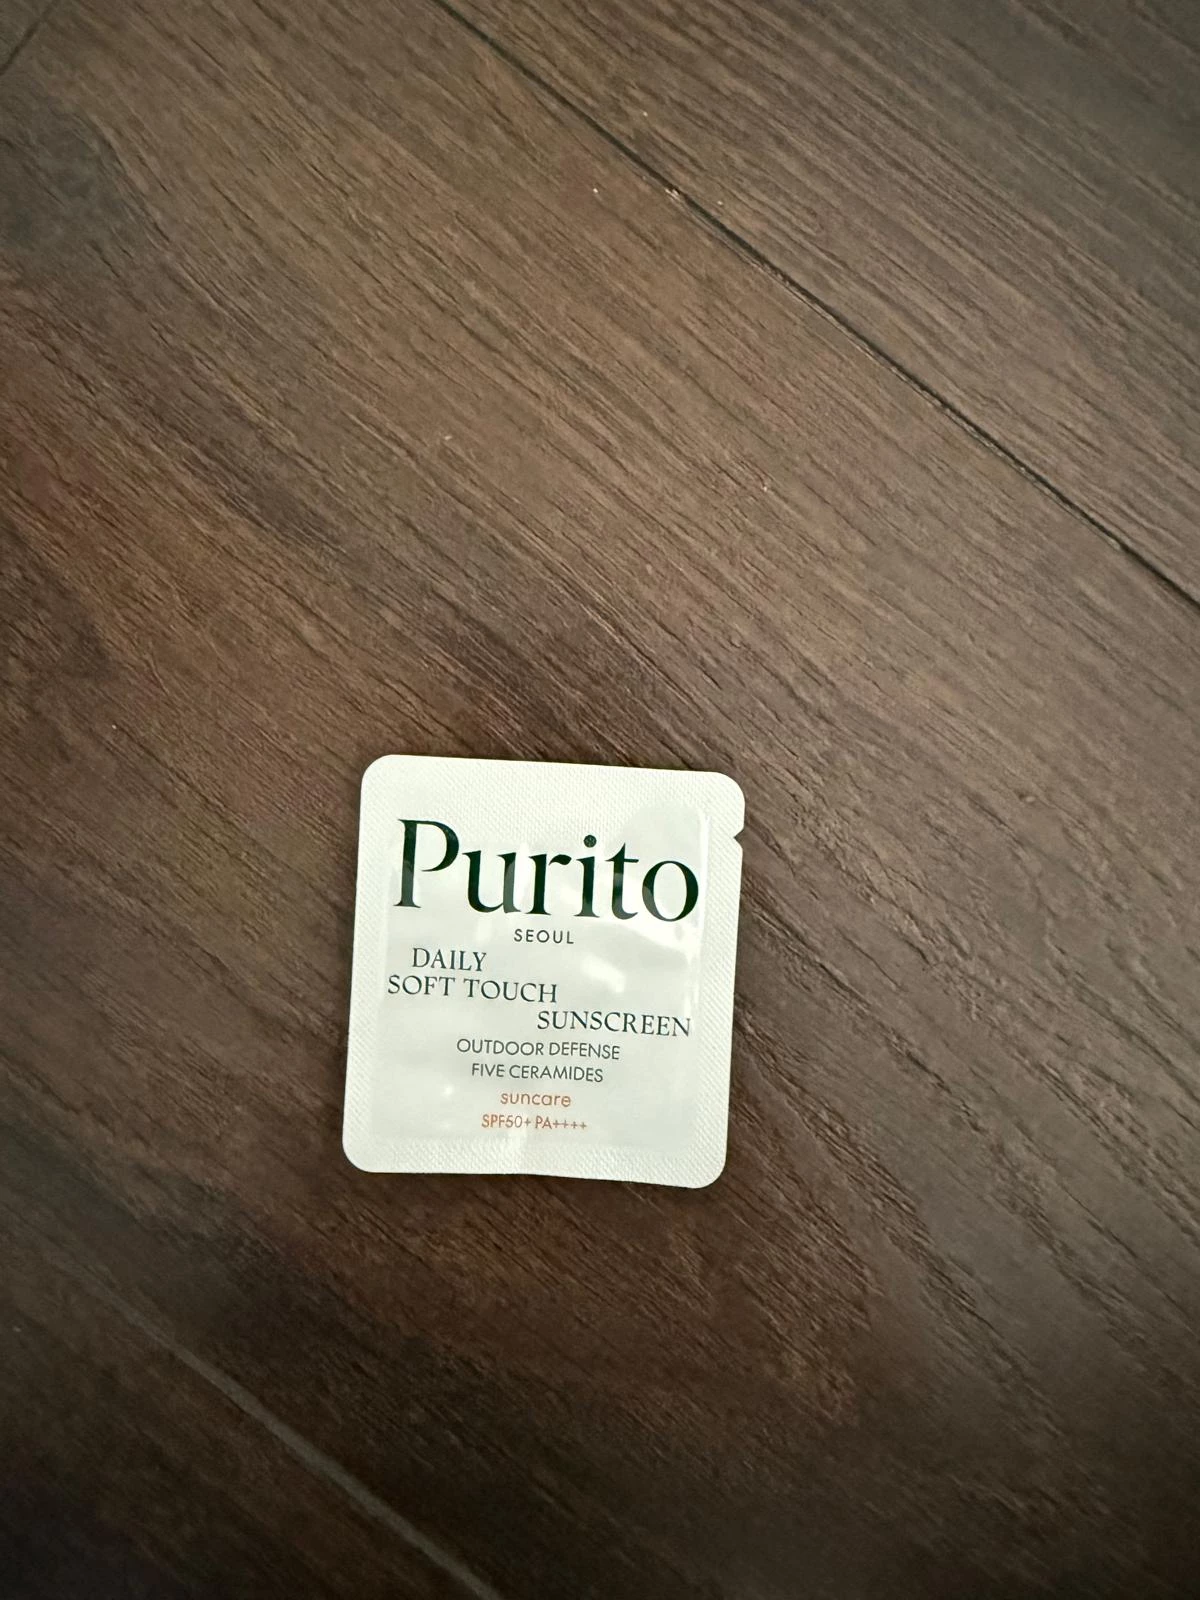 Purito
SEOUL
DAILY
SOFT TOUCH
SUNSCREEN
OUTDOOR DEFENSE
FIVE CERAMIDES
suncare
SPF50+ PA++++